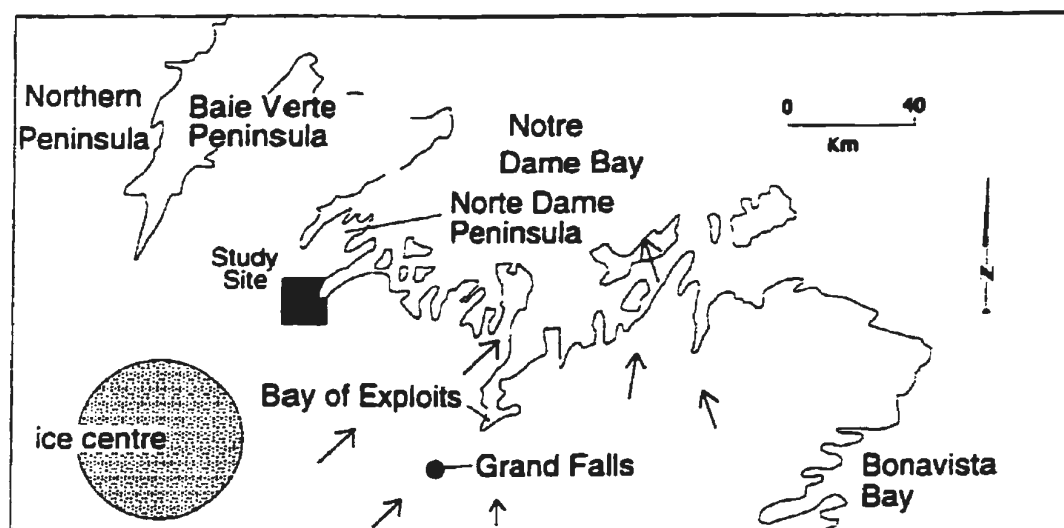 Northern
Peninsula
Baie Verte
Peninsula
Notre
Dame Bay
0 40
Km
Norte Dame
Peninsula
Study
Site
N
Bay of Exploits
ice centre
Grand Falls
Bonavista
Bay